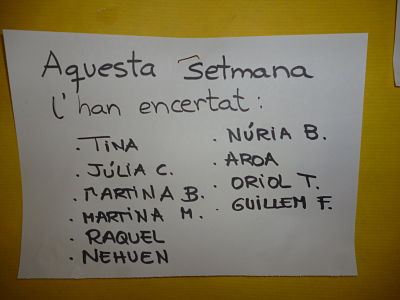 Aquesta setmana
l'han encertat:
. TINA
. JÚLIA C.
. MARTINA B.
. MARTINA M.
. RAQUEL
. NEHUEN
. NÚRIA B.
. AROA
. ORIOL T.
. GUILLEM F.